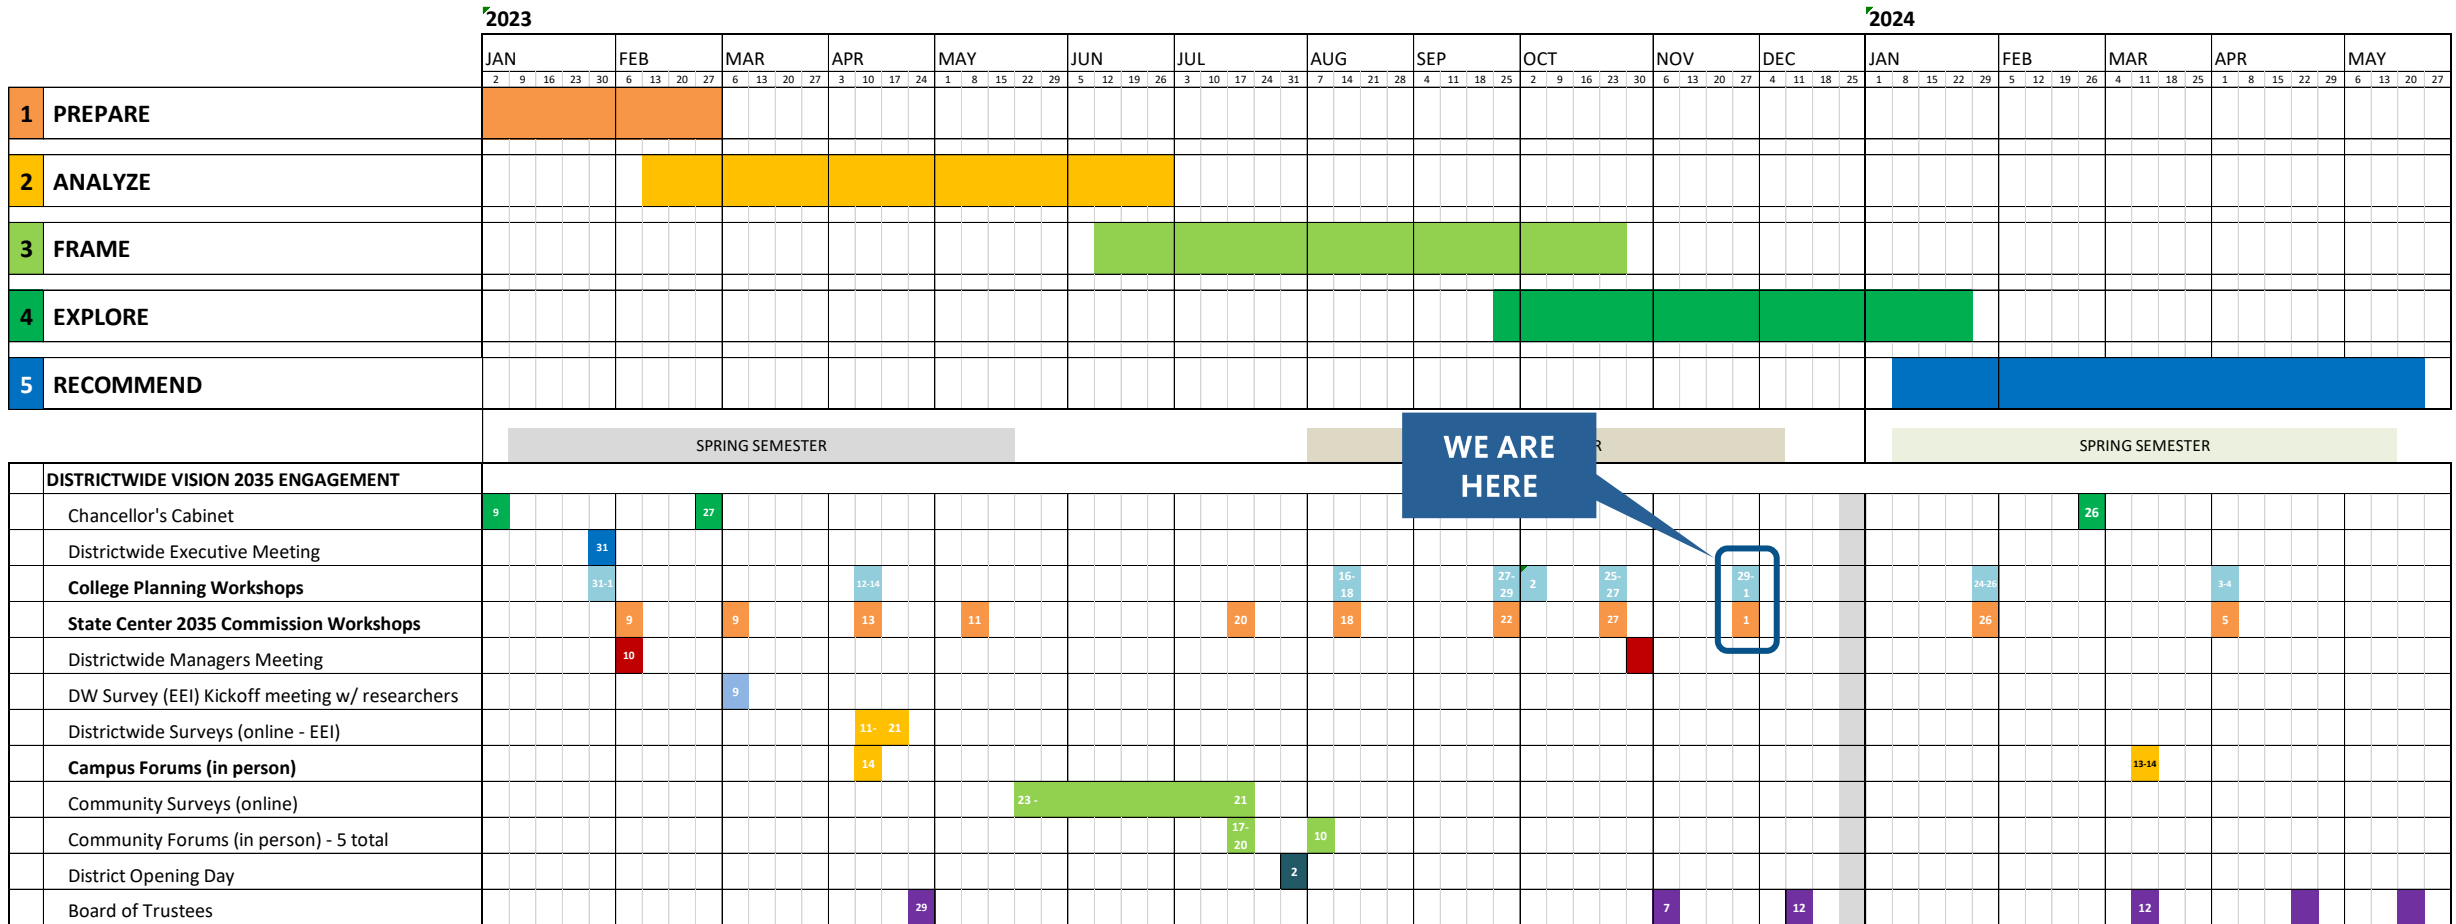 2023 2024
JAN FEB MAR APR MAY JUN JUL AUG SEP OCT NOV DEC JAN FEB MAR APR MAY
2 9 16 23 30 6 13 20 27 6 13 20 27 3 10 17 24 1 8 15 22 29 5 12 19 26 3 10 17 24 31 7 14 21 28 4 11 18 25 2 9 16 23 30 6 13 20 27 4 11 18 25 1 8 15 22 29 5 12 19 26 4 11 18 25 1 8 15 22 29 6 13 20 27
1 PREPARE
2 ANALYZE
3 FRAME
4 EXPLORE
5 RECOMMEND
SPRING SEMESTER R SPRING SEMESTER
WE ARE
HERE
DISTRICTWIDE VISION 2035 ENGAGEMENT
Chancellor's Cabinet 9 27 26
Districtwide Executive Meeting 31
College Planning Workshops 31-1 12-14 16-18 27-29 2 25-27 29-1 24-26 3-4
State Center 2035 Commission Workshops 9 9 13 11 20 18 22 27 1 26 5
Districtwide Managers Meeting 10
DW Survey (EEI) Kickoff meeting w/ researchers 9
Districtwide Surveys (online - EEI) 11- 21
Campus Forums (in person) 14 13-14
Community Surveys (online) 23 - 21
Community Forums (in person) - 5 total 17-20 10
District Opening Day 2
Board of Trustees 29 7 12 12